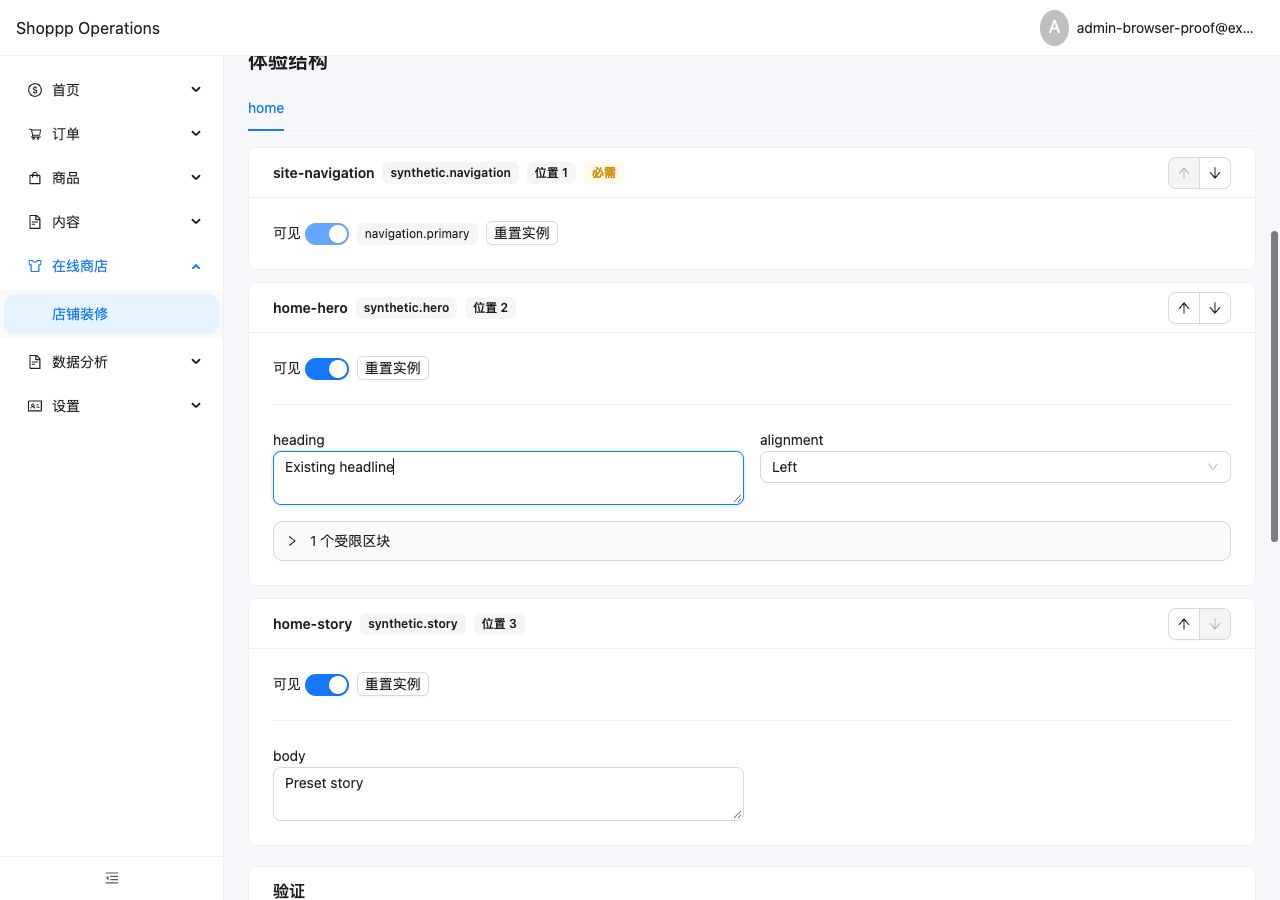 Shoppp Operations
A
admin-browser-proof@ex...
首页
订单
商品
内容
在线商店
店铺装修
数据分析
设置
体验结构
home
site-navigation synthetic.navigation 位置 1 必需
可见 navigation.primary 重置实例
home-hero synthetic.hero 位置 2
可见 重置实例
heading
Existing headline
alignment
Left
1 个受限区块
home-story synthetic.story 位置 3
可见 重置实例
body
Preset story
验证